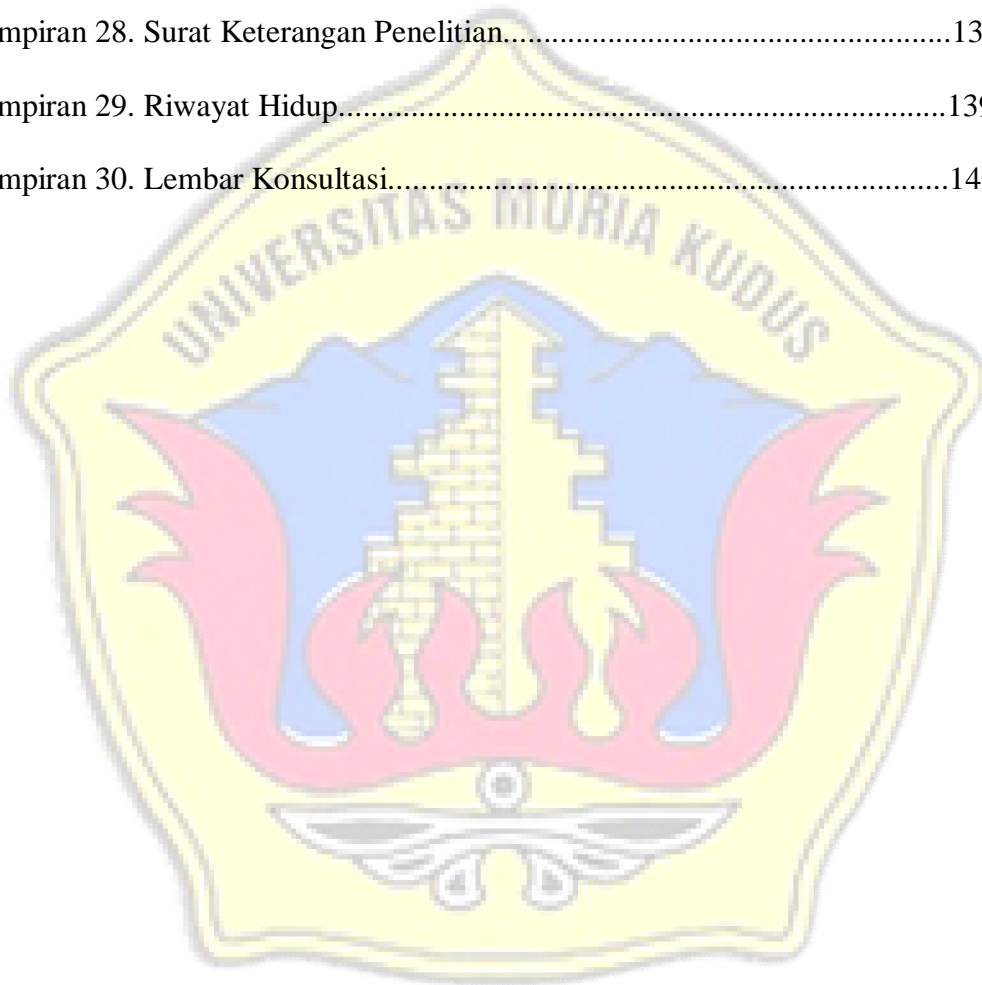 mpiran 28. Surat Keterangan Penelitian......................................................13
mpiran 29. Riwayat Hidup..........................................................................139
mpiran 30. Lembar Konsultasi....................................................................14
UNIVERSITAS MURIA KUDUS